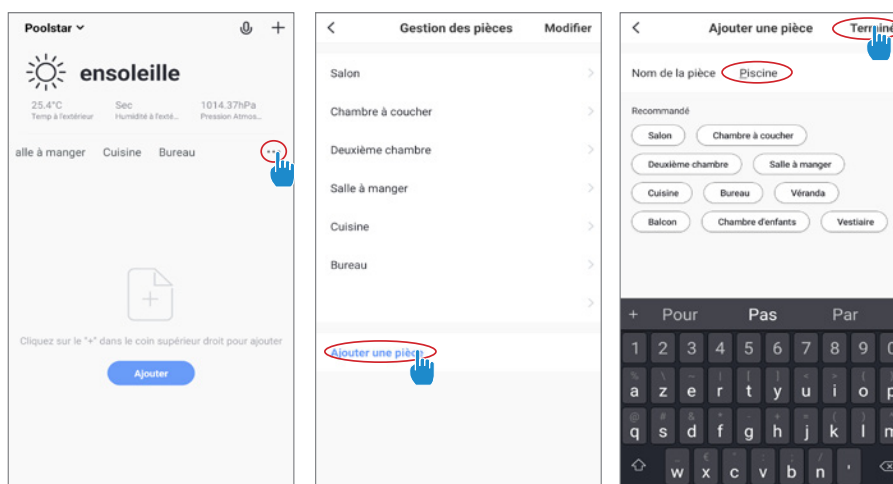 Poolstar
ensoleille
25.4°C Sec 1014.37hPa
Temp à l'extérieur Humidité à l'exté... Pression Atmos...
alle à manger Cuisine Bureau ...
Cliquez sur le "+" dans le coin supérieur droit pour ajouter
Ajouter
Gestion des pièces Modifier
Salon
Chambre à coucher
Deuxième chambre
Salle à manger
Cuisine
Bureau
Ajouter une pièce
Ajouter une pièce Terminé
Nom de la pièce Piscine
Recommandé
Salon Chambre à coucher
Deuxième chambre Salle à manger
Cuisine Bureau Véranda
Balcon Chambre d'enfants Vestiaire
+ Pour Pas Par
1 2 3 4 5 6 7 8 9 0
a z e r t y u i o p
q s d f g h j k l m
w x c v b n '